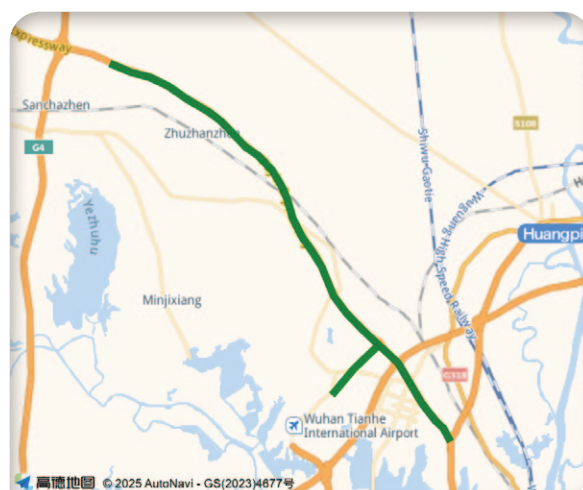 xpressway
Sanchazhen
Zhuzhanzhen
G4
S108
Shiwu Gaotie
Wuguang High-Speed Railway
H
Huangpi
Yezhuhu
Minjixiang
G318
Wuhan Tianhe
International Airport
高德地图 © 2025 AutoNavi - GS(2023)4677号